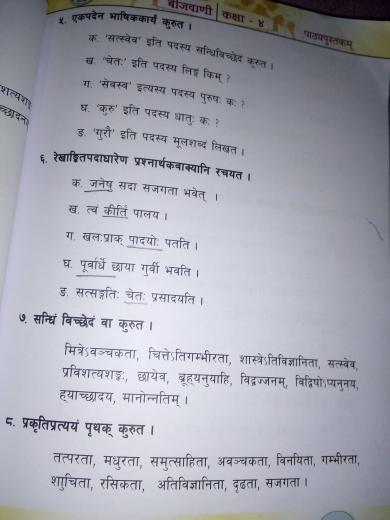 बीजवाणी कक्षा - ४
पाठ्यपुस्तकम्
५. एकपदेन भाषिककार्यं कुरुत ।
क. 'सत्स्वेव' इति पदस्य सन्धिविच्छेदं कुरुत ।
ख. 'चेतः' इति पदस्य लिङ्गं किम् ?
ग. 'सेवस्व' इत्यस्य पदस्य पुरुषः कः ?
घ. 'कुरु' इति पदस्य धातुः कः ?
ङ. 'गुरौ' इति पदस्य मूलशब्दं लिखत ।
६. रेखाङ्कितपदाधारेण प्रश्नार्थकवाक्यानि रचयत ।
क. जनेषु सदा सजगता भवेत् ।
ख. त्वं कीर्तिं पालय ।
ग. खलःप्राक् पादयोः पतति ।
घ. पूर्वार्धे छाया गुर्वी भवति ।
ङ. सत्सङ्गतिः चेतः प्रसादयति ।
७. सन्धिं विच्छेदं वा कुरुत ।
मित्रेऽवञ्चकता, चित्तेऽतिगम्भीरता, शास्त्रेऽतिविज्ञानिता, सत्स्वेव,
प्रविशत्यशङ्कः, छायेव, ब्रूह्यनुयाहि, विद्वज्जनम्, विद्विषोऽप्यनुनय,
ह्याच्छादय, मानोन्नतिम् ।
८. प्रकृतिप्रत्ययं पृथक् कुरुत ।
तत्परता, मधुरता, समुत्साहिता, अवञ्चकता, विनयिता, गम्भीरता,
शुचिता, रसिकता, अतिविज्ञानिता, दृढता, सजगता ।